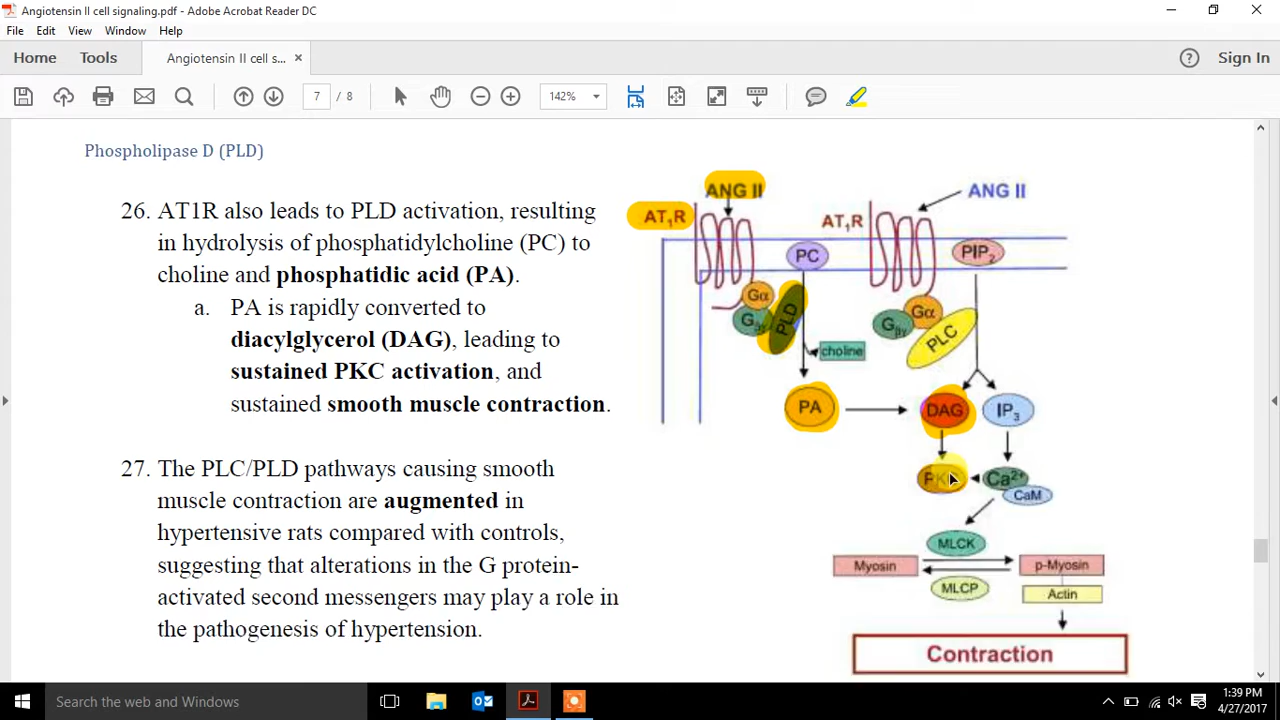 Angiotensin II cell signaling.pdf - Adobe Acrobat Reader DC
File Edit View Window Help
Home Tools Angiotensin II cell s... × Sign In
7 / 8 142%
Phospholipase D (PLD)
26. AT1R also leads to PLD activation, resulting
in hydrolysis of phosphatidylcholine (PC) to
choline and phosphatidic acid (PA).
a. PA is rapidly converted to
diacylglycerol (DAG), leading to
sustained PKC activation, and
sustained smooth muscle contraction.
27. The PLC/PLD pathways causing smooth
muscle contraction are augmented in
hypertensive rats compared with controls,
suggesting that alterations in the G protein-
activated second messengers may play a role in
the pathogenesis of hypertension.
ANG II ANG II
AT1R AT1R
PC PIP2
Gα Gβγ PLD Gα Gβγ PLC
choline
PA DAG IP3
PKC Ca2+
CaM
MLCK
Myosin p-Myosin
MLCP Actin
Contraction
Search the web and Windows
1:39 PM
4/27/2017